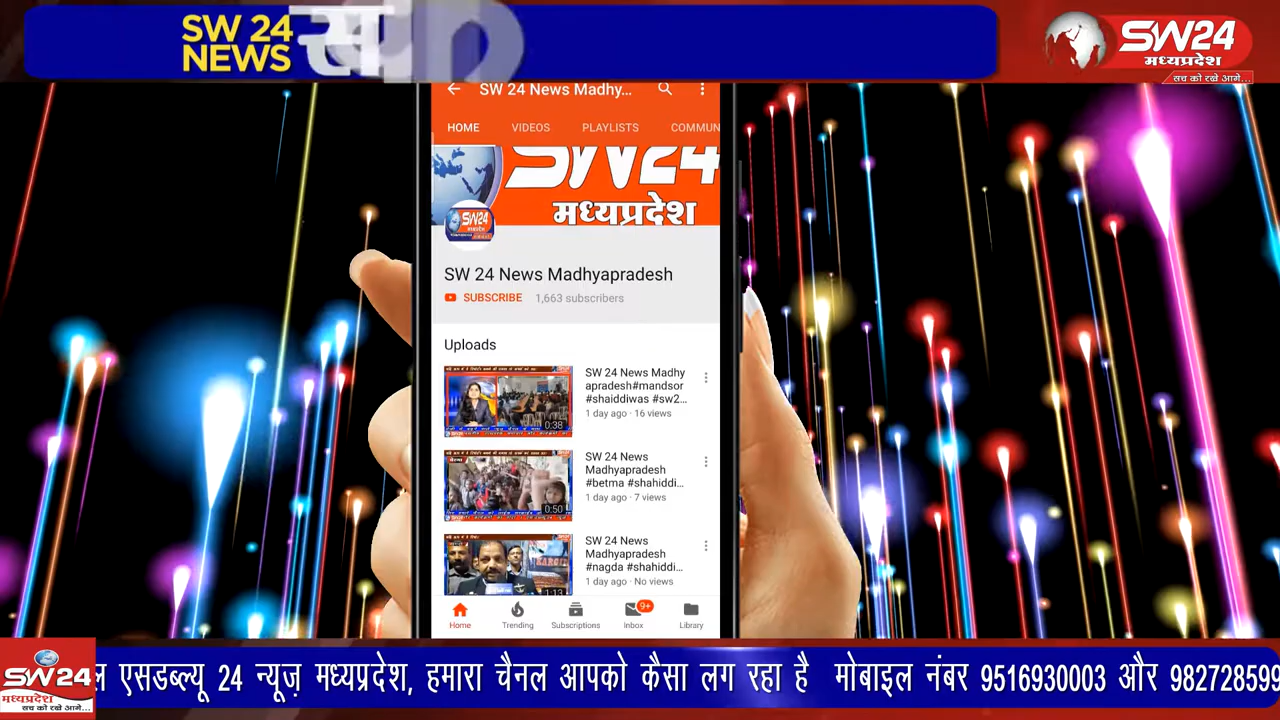 SW 24
NEWS
SW24
मध्यप्रदेश
सच को रखे आगे...
SW 24 News Madhy...
HOME VIDEOS PLAYLISTS COMMUN
SW24
मध्यप्रदेश
SW 24 News Madhyapradesh
SUBSCRIBE 1,663 subscribers
Uploads
SW 24 News Madhy
apradesh#mandsor
#shaiddiwas #sw2...
1 day ago · 16 views
0:38
SW 24 News
Madhyapradesh
#betma #shahiddi...
1 day ago · 7 views
0:50
SW 24 News
Madhyapradesh
#nagda #shahiddi...
1 day ago · No views
1:13
9+
Home Trending Subscriptions Inbox Library
SW24
मध्यप्रदेश
सच को रखे आगे...
एसडब्ल्यू 24 न्यूज़ मध्यप्रदेश, हमारा चैनल आपको कैसा लग रहा है मोबाइल नंबर 9516930003 और 982728599